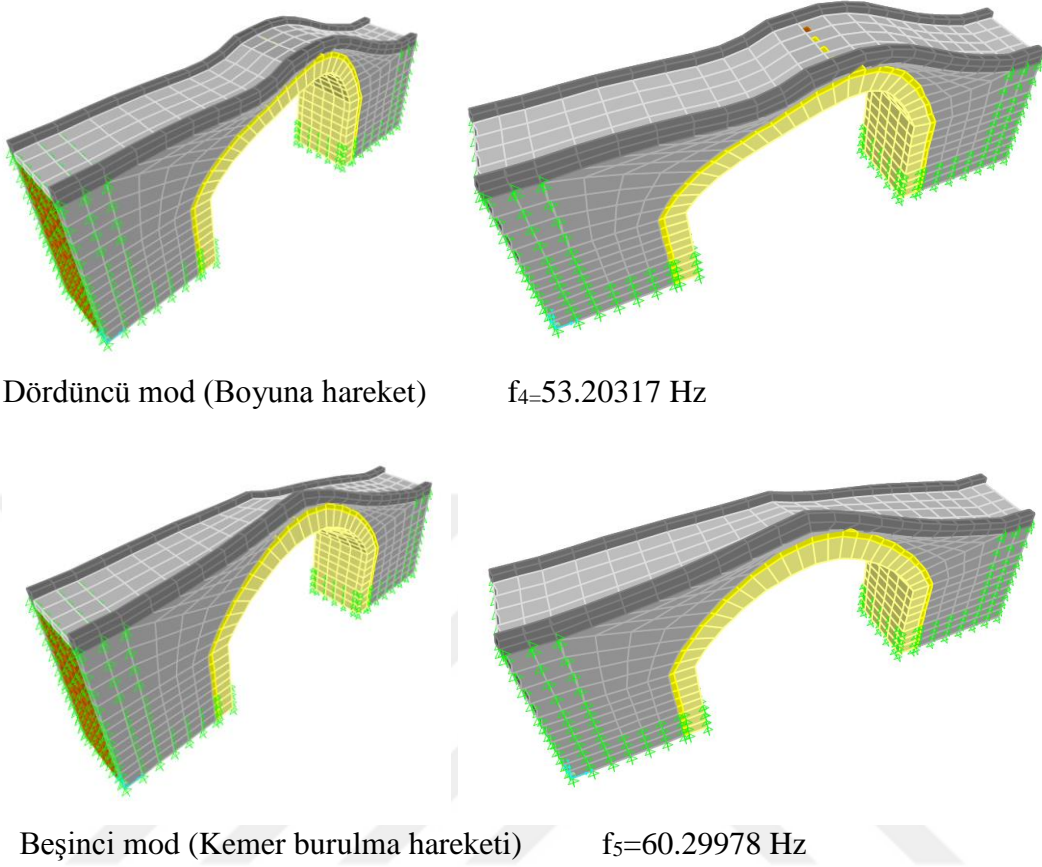 Dördüncü mod (Boyuna hareket) f4=53.20317 Hz
Beşinci mod (Kemer burulma hareketi) f5=60.29978 Hz